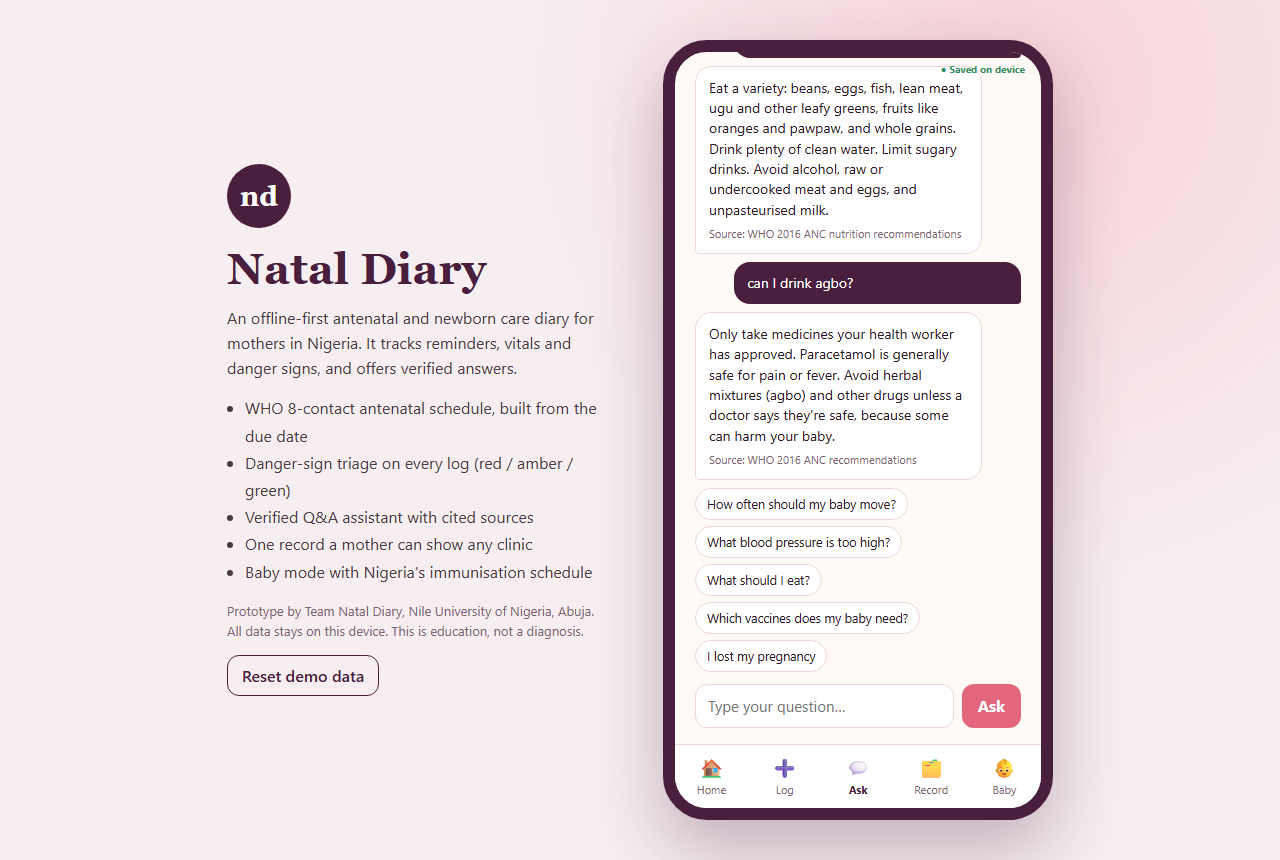 nd
Natal Diary
An offline-first antenatal and newborn care diary for
mothers in Nigeria. It tracks reminders, vitals and
danger signs, and offers verified answers.
• WHO 8-contact antenatal schedule, built from the
due date
• Danger-sign triage on every log (red / amber /
green)
• Verified Q&A assistant with cited sources
• One record a mother can show any clinic
• Baby mode with Nigeria's immunisation schedule
Prototype by Team Natal Diary, Nile University of Nigeria, Abuja.
All data stays on this device. This is education, not a diagnosis.
Reset demo data
● Saved on device
Eat a variety: beans, eggs, fish, lean meat,
ugu and other leafy greens, fruits like
oranges and pawpaw, and whole grains.
Drink plenty of clean water. Limit sugary
drinks. Avoid alcohol, raw or
undercooked meat and eggs, and
unpasteurised milk.
Source: WHO 2016 ANC nutrition recommendations
can I drink agbo?
Only take medicines your health worker
has approved. Paracetamol is generally
safe for pain or fever. Avoid herbal
mixtures (agbo) and other drugs unless a
doctor says they're safe, because some
can harm your baby.
Source: WHO 2016 ANC recommendations
How often should my baby move?
What blood pressure is too high?
What should I eat?
Which vaccines does my baby need?
I lost my pregnancy
Type your question...
Ask
Home
Log
Ask
Record
Baby